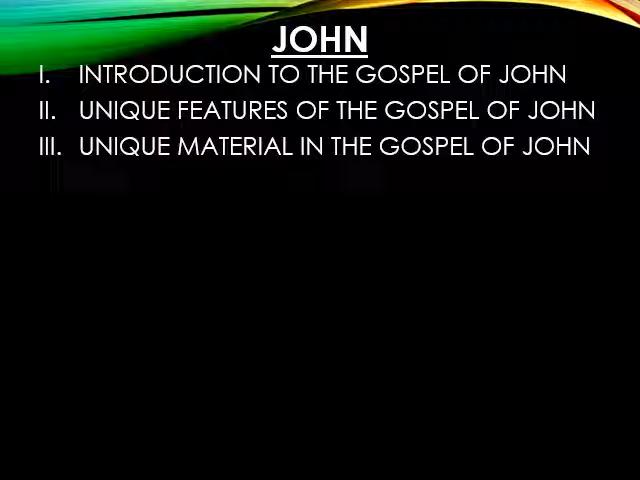 JOHN
I. INTRODUCTION TO THE GOSPEL OF JOHN
II. UNIQUE FEATURES OF THE GOSPEL OF JOHN
III. UNIQUE MATERIAL IN THE GOSPEL OF JOHN